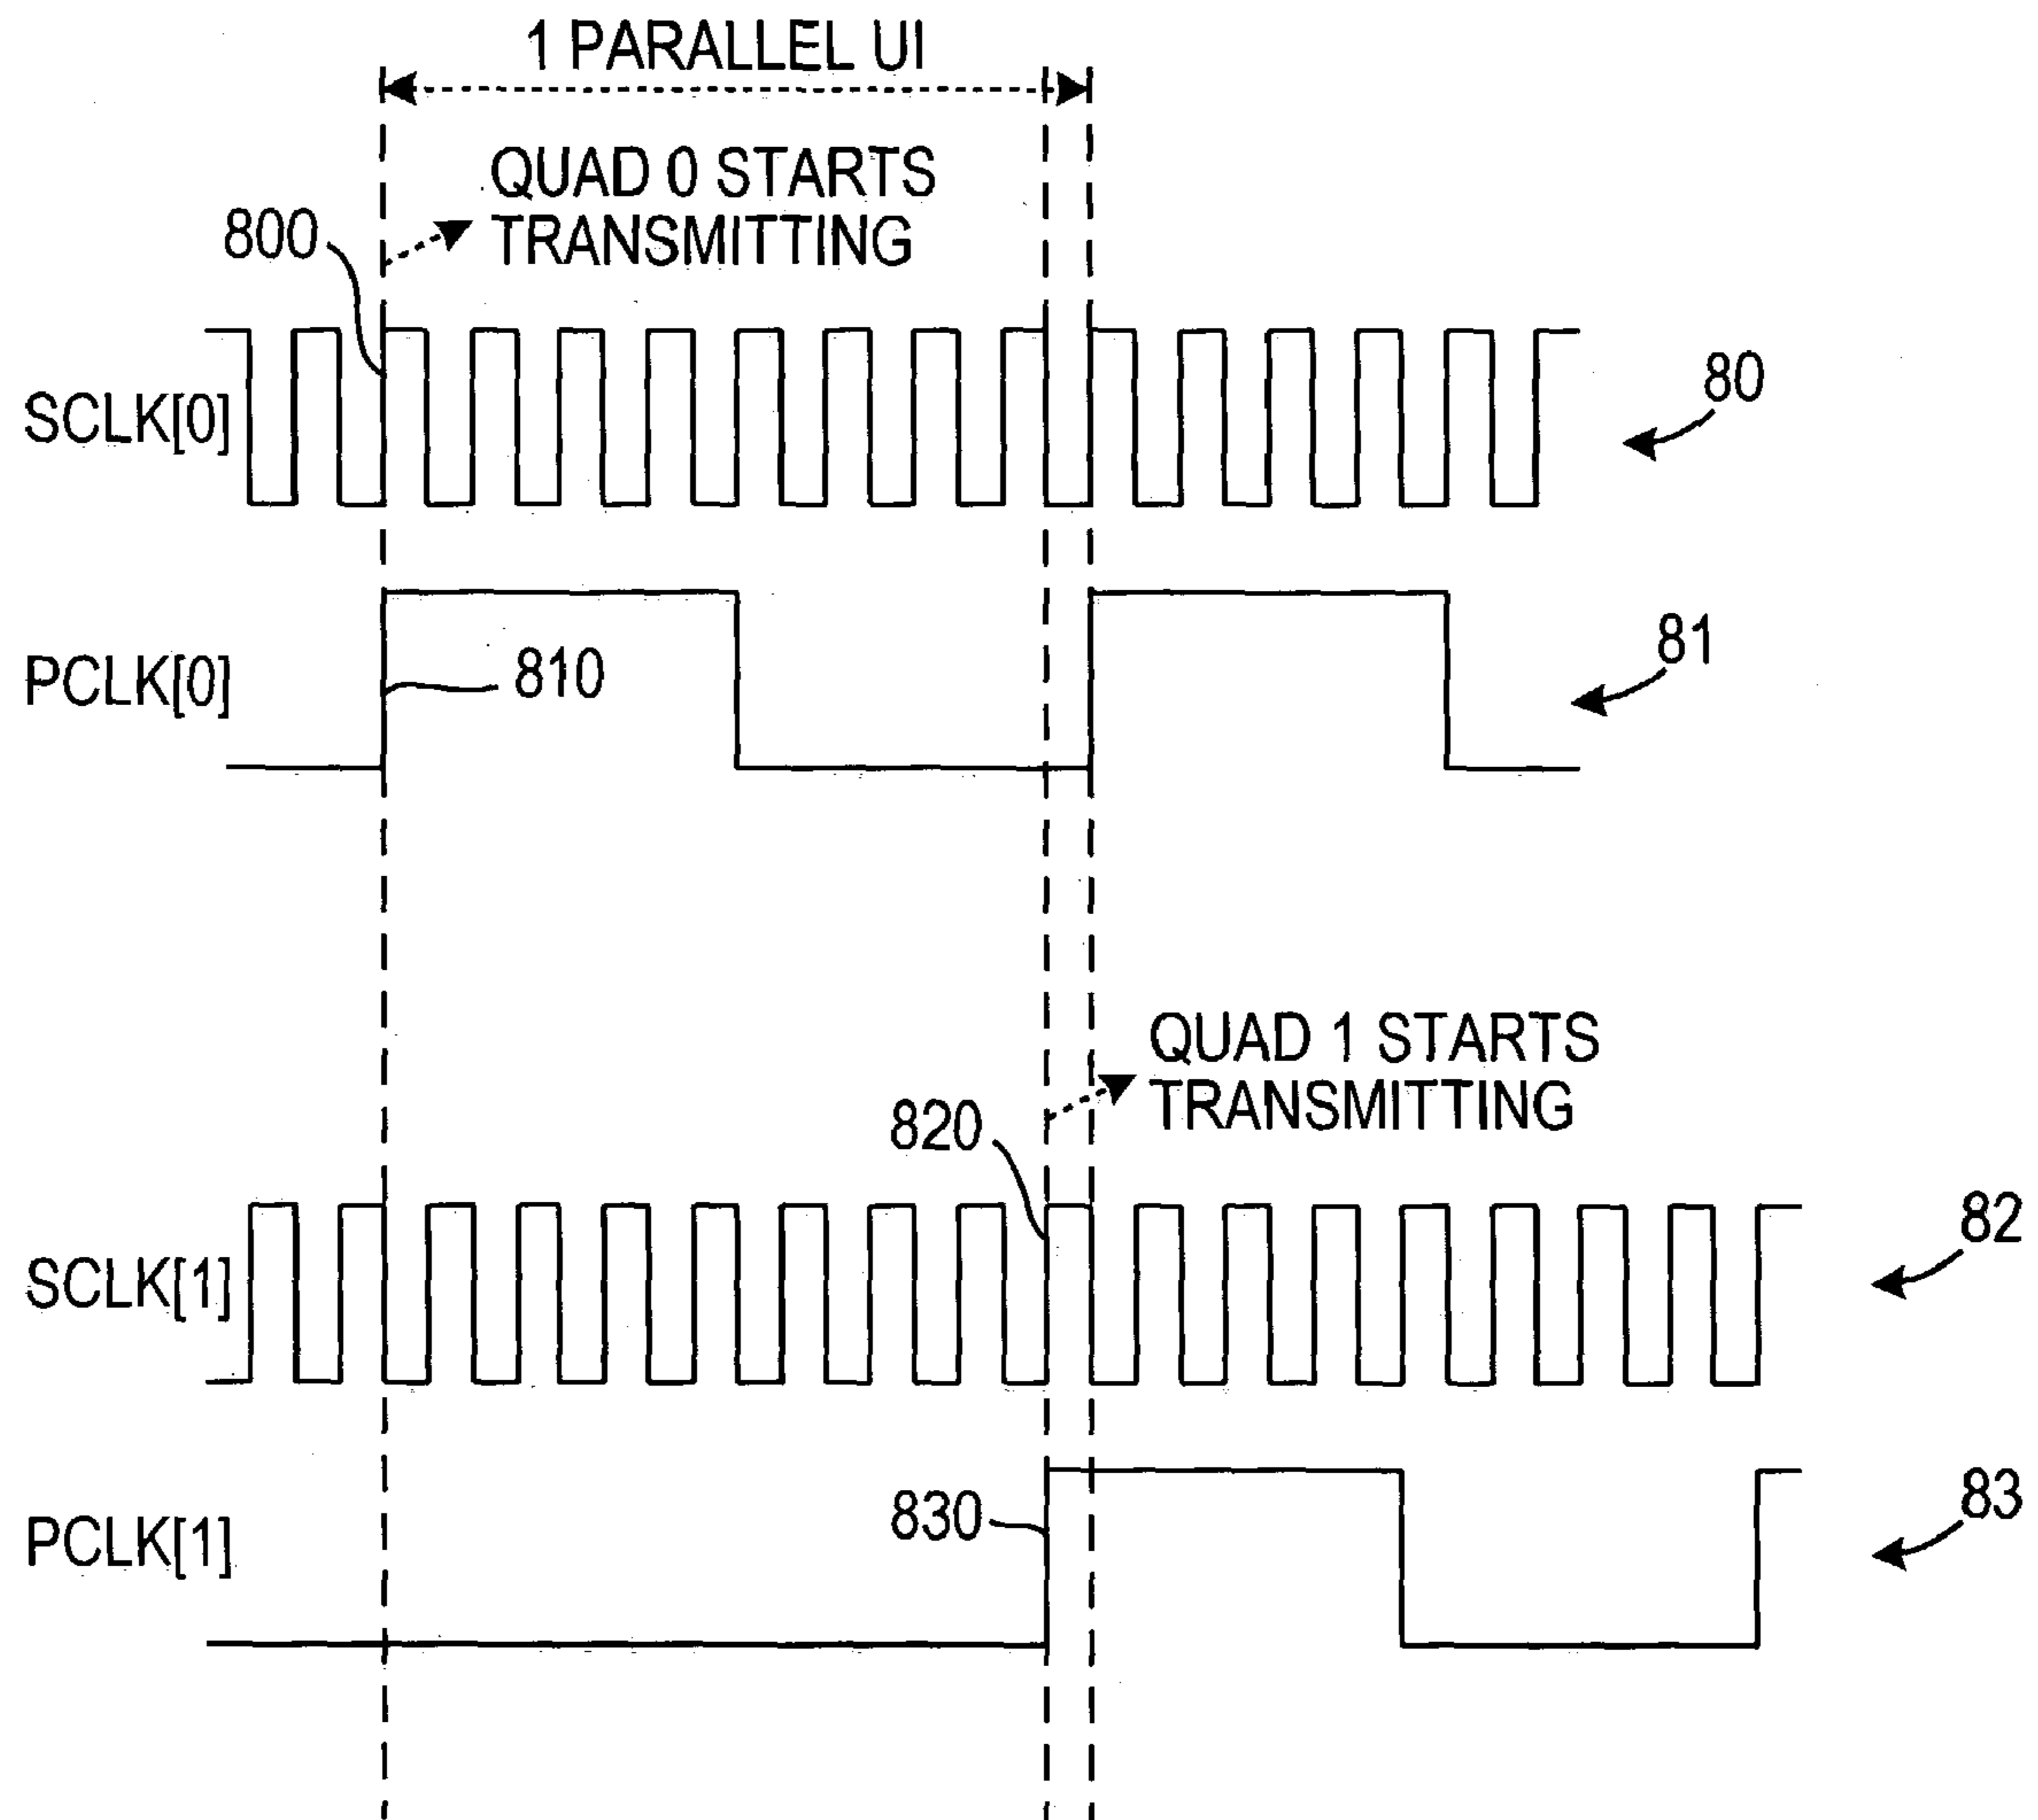 1 PARALLEL UI
QUAD 0 STARTS
TRANSMITTING
800
SCLK[0]
80
PCLK[0]
810
81
QUAD 1 STARTS
TRANSMITTING
820
SCLK[1]
82
PCLK[1]
830
83